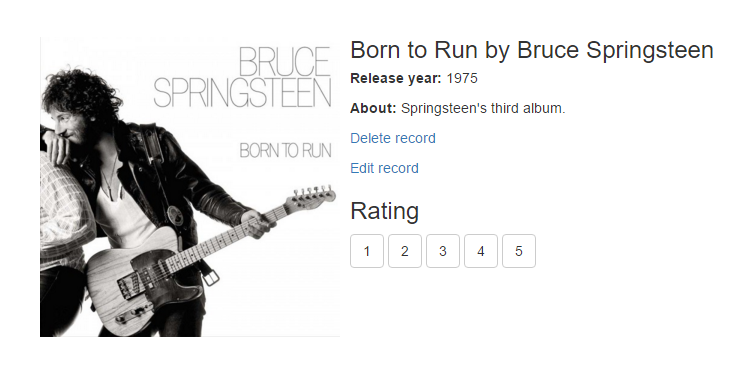 BRUCE
SPRINGSTEEN
BORN TO RUN
Born to Run by Bruce Springsteen
Release year: 1975
About: Springsteen's third album.
Delete record
Edit record
Rating
1 2 3 4 5